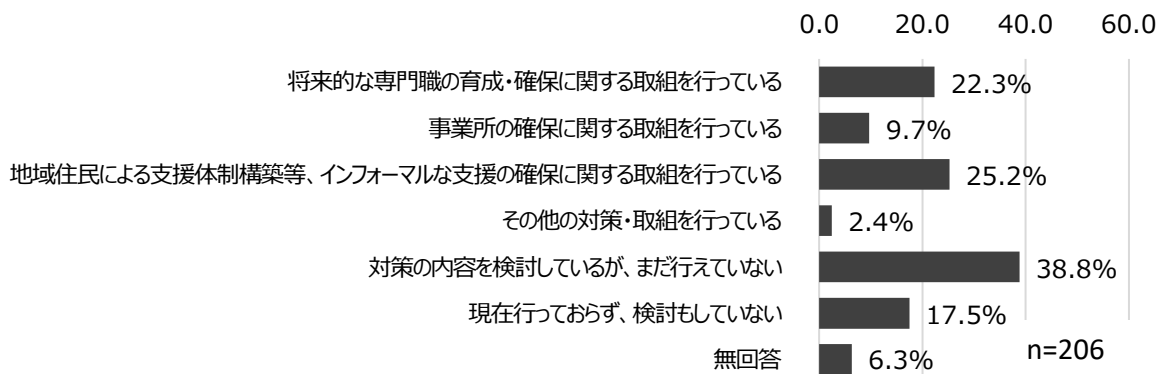 0.0 20.0 40.0 60.0
将来的な専門職の育成・確保に関する取組を行っている 22.3%
事業所の確保に関する取組を行っている 9.7%
地域住民による支援体制構築等、インフォーマルな支援の確保に関する取組を行っている 25.2%
その他の対策・取組を行っている 2.4%
対策の内容を検討しているが、まだ行えていない 38.8%
現在行っておらず、検討もしていない 17.5%
無回答 6.3%
n=206